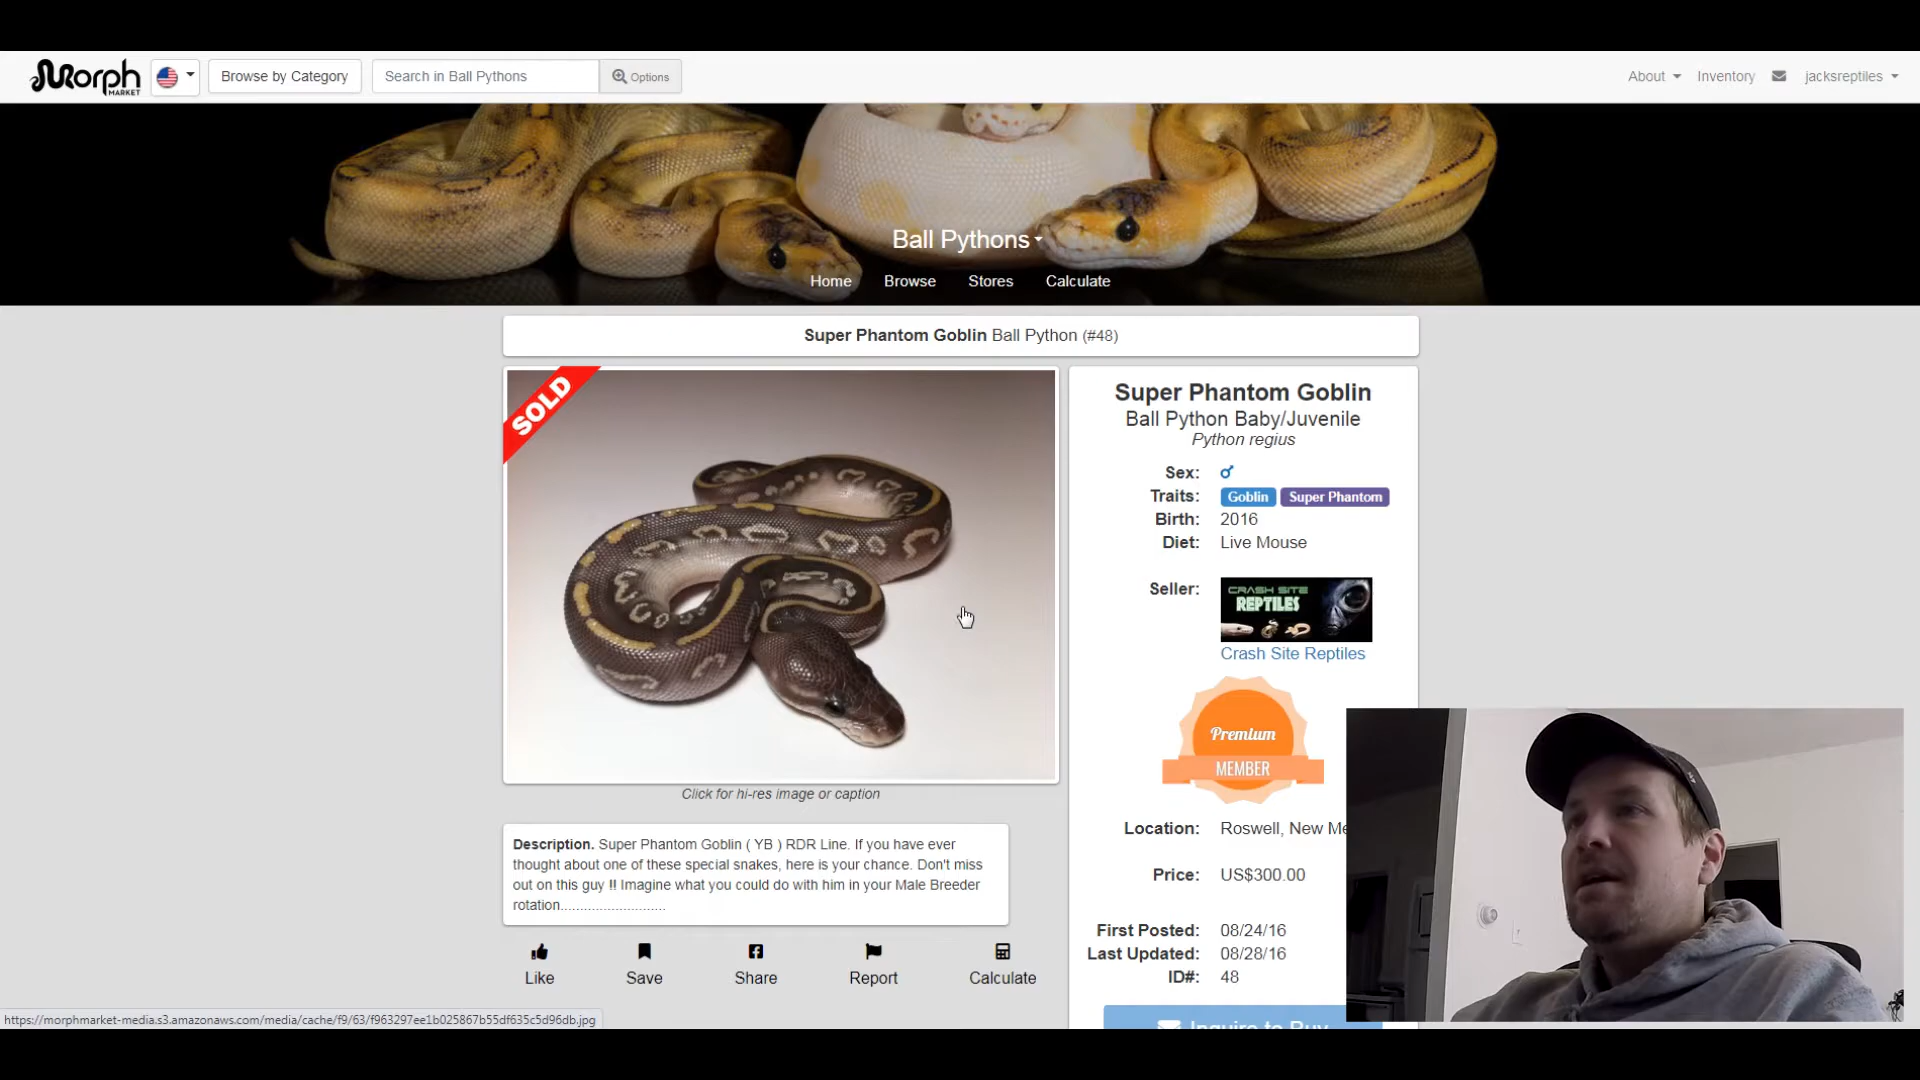 Morph
MARKET
Browse by Category
Search in Ball Pythons
Options
About
Inventory
jacksreptiles
Ball Pythons
Home
Browse
Stores
Calculate
Super Phantom Goblin Ball Python (#48)
SOLD
Click for hi-res image or caption
Description. Super Phantom Goblin ( YB ) RDR Line. If you have ever
thought about one of these special snakes, here is your chance. Don't miss
out on this guy !! Imagine what you could do with him in your Male Breeder
rotation...........................
Like
Save
Share
Report
Calculate
Super Phantom Goblin
Ball Python Baby/Juvenile
Python regius
Sex: ♂
Traits: Goblin Super Phantom
Birth: 2016
Diet: Live Mouse
Seller:
CRASH SITE
REPTILES
Crash Site Reptiles
Premium
MEMBER
Location: Roswell, New Me
Price: US$300.00
First Posted: 08/24/16
Last Updated: 08/28/16
ID#: 48
Inquire to Buy
https://morphmarket-media.s3.amazonaws.com/media/cache/f9/63/f963297ee1b025867b55df635c5d96db.jpg